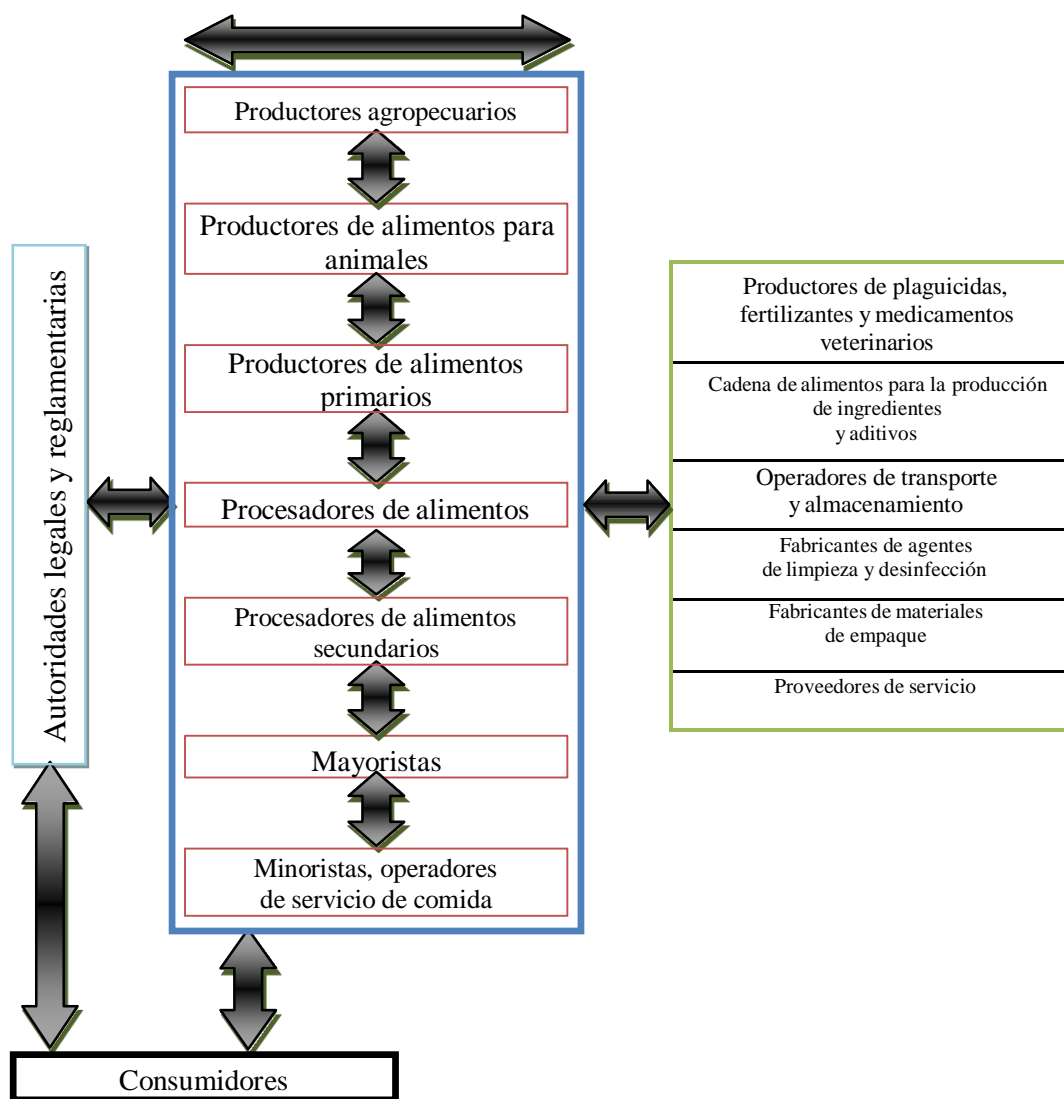 Productores agropecuarios
Productores de alimentos para
animales
Productores de alimentos
primarios
Procesadores de alimentos
Procesadores de alimentos
secundarios
Mayoristas
Minoristas, operadores
de servicio de comida
Autoridades legales y reglamentarias
Productores de plaguicidas,
fertilizantes y medicamentos
veterinarios
Cadena de alimentos para la producción
de ingredientes
y aditivos
Operadores de transporte
y almacenamiento
Fabricantes de agentes
de limpieza y desinfección
Fabricantes de materiales
de empaque
Proveedores de servicio
Consumidores